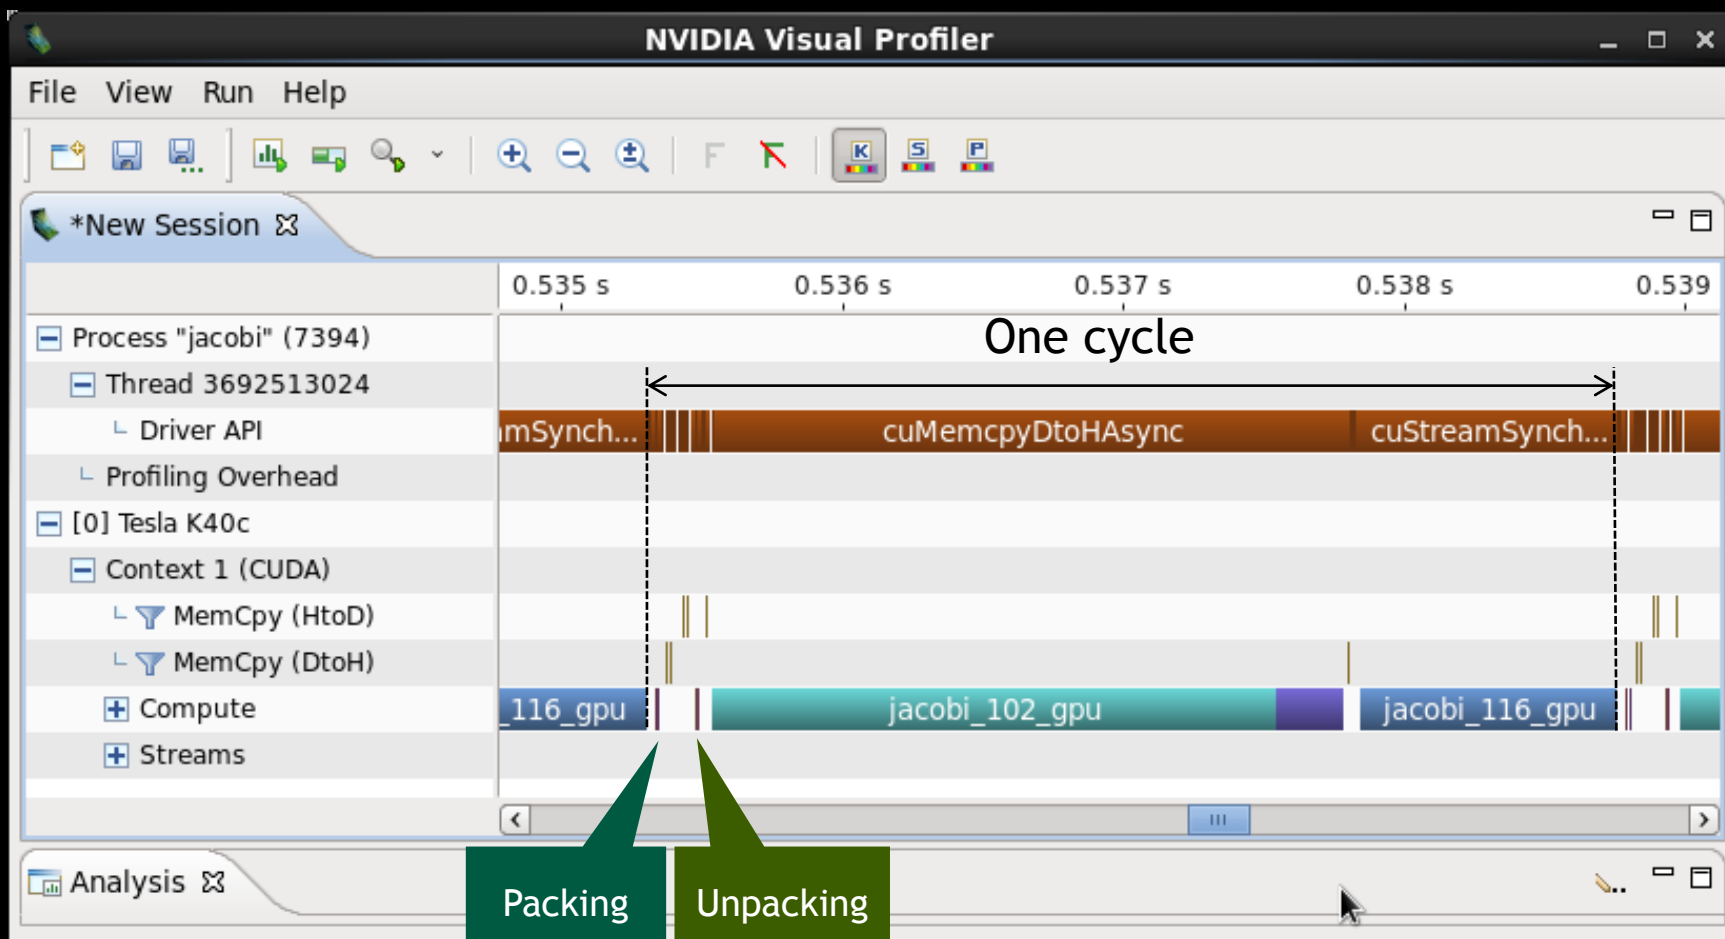 NVIDIA Visual Profiler
File View Run Help
F F K S P
*New Session
0.535 s 0.536 s 0.537 s 0.538 s 0.539
Process "jacobi" (7394)
One cycle
Thread 3692513024
Driver API
mSynch... cuMemcpyDtoHAsync cuStreamSynch...
Profiling Overhead
[0] Tesla K40c
Context 1 (CUDA)
MemCpy (HtoD)
MemCpy (DtoH)
Compute
_116_gpu jacobi_102_gpu jacobi_116_gpu
Streams
Analysis
Packing Unpacking